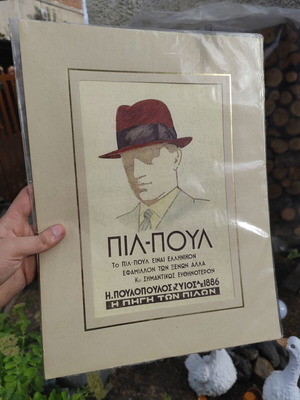 ΠΙΛ-ΠΟΥΛ
Το ΠΙΛ-ΠΟΥΛ ΕΙΝΑΙ ΕΛΛΗΝΙΚΟΝ
ΕΦΑΜΙΛΛΟΝ ΤΩΝ ΞΕΝΩΝ ΑΛΛΑ
Κι ΣΗΜΑΝΤΙΚΩΣ ΕΥΘΗΝΟΤΕΡΟΝ
Η. ΠΟΥΛΟΠΟΥΛΟΣ & ΥΙΟΣ 1886
Η ΠΗΓΗ ΤΩΝ ΠΙΛΩΝ